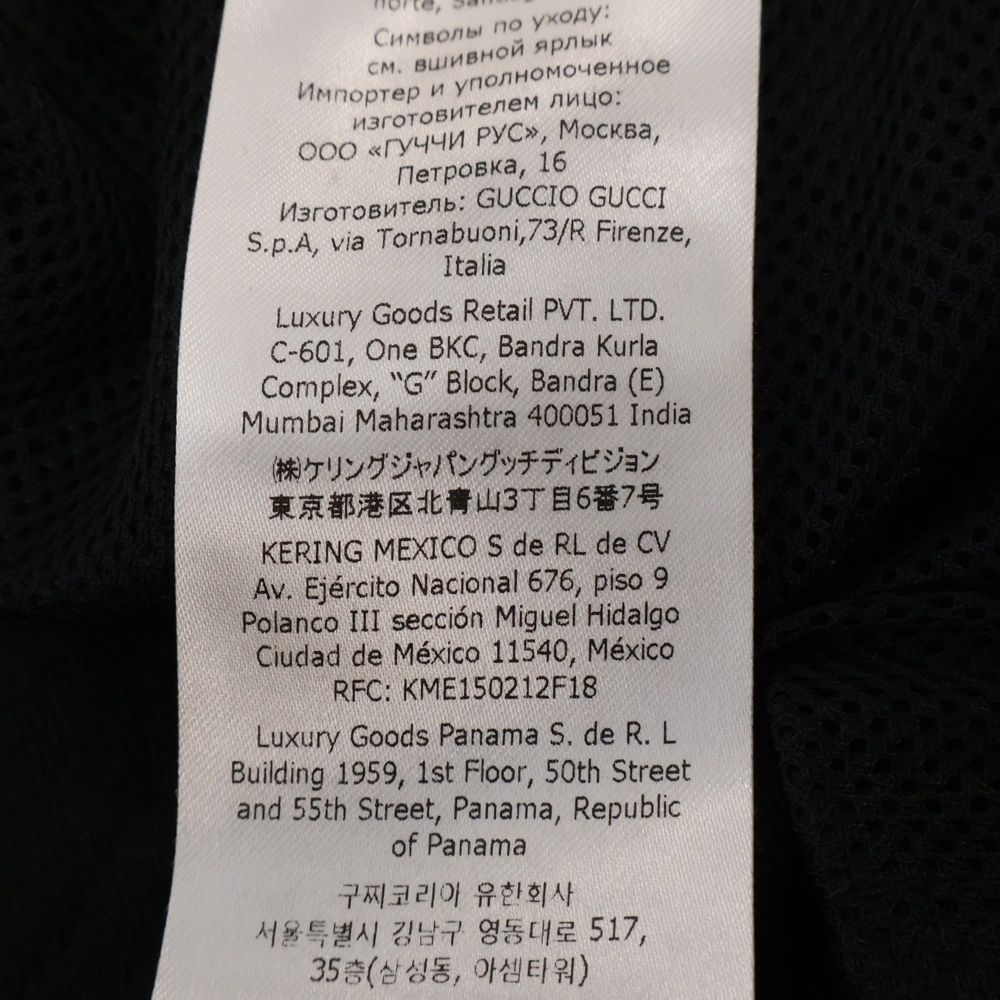 norte,
Символы по уходу:
см. вшивной ярлык
Импортер и уполномоченное
изготовителем лицо:
ООО «ГУЧЧИ РУС», Москва,
Петровка, 16
Изготовитель: GUCCIO GUCCI
S.p.A, via Tornabuoni,73/R Firenze,
Italia
Luxury Goods Retail PVT. LTD.
C-601, One BKC, Bandra Kurla
Complex, “G” Block, Bandra (E)
Mumbai Maharashtra 400051 India
㈱ケリングジャパングッチディビジョン
東京都港区北青山3丁目6番7号
KERING MEXICO S de RL de CV
Av. Ejército Nacional 676, piso 9
Polanco III sección Miguel Hidalgo
Ciudad de México 11540, México
RFC: KME150212F18
Luxury Goods Panama S. de R. L
Building 1959, 1st Floor, 50th Street
and 55th Street, Panama, Republic
of Panama
구찌코리아 유한회사
서울특별시 강남구 영동대로 517,
35층(삼성동, 아셈타워)